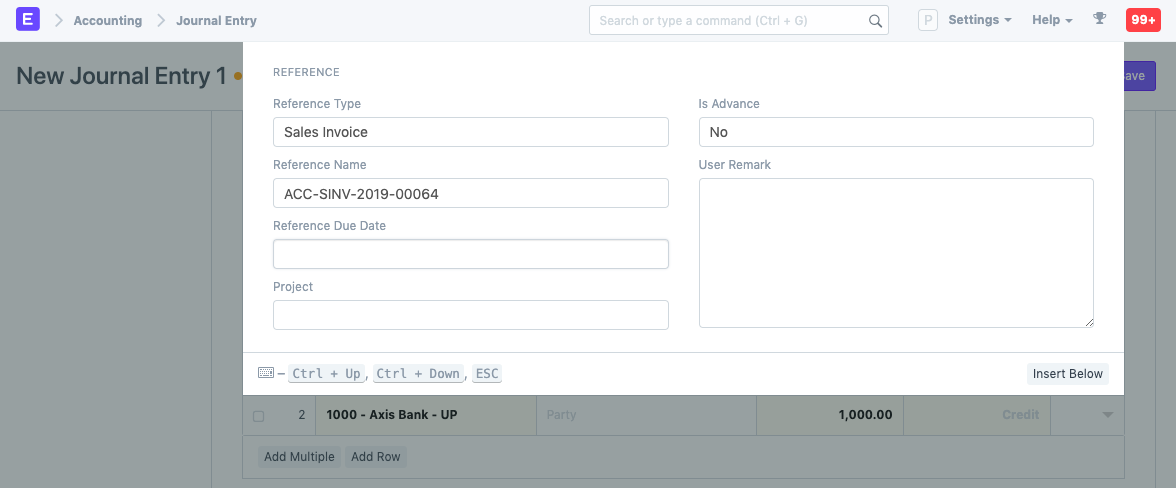 E Accounting Journal Entry Search or type a command (Ctrl + G) P Settings Help 99+
New Journal Entry 1 ave
REFERENCE
Reference Type Is Advance
Sales Invoice No
Reference Name User Remark
ACC-SINV-2019-00064
Reference Due Date
Project
– Ctrl + Up, Ctrl + Down, ESC Insert Below
2 1000 - Axis Bank - UP Party 1,000.00 Credit
Add Multiple Add Row